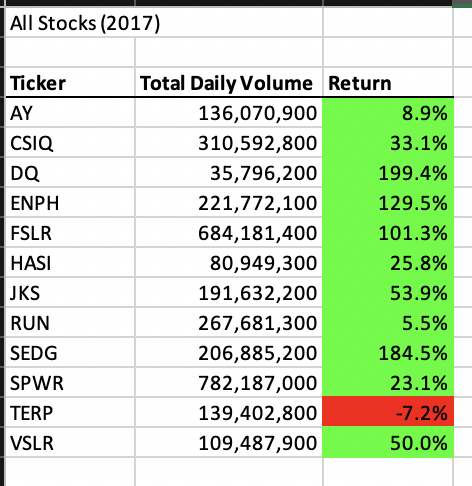 All Stocks (2017)
Ticker Total Daily Volume Return
AY 136,070,900 8.9%
CSIQ 310,592,800 33.1%
DQ 35,796,200 199.4%
ENPH 221,772,100 129.5%
FSLR 684,181,400 101.3%
HASI 80,949,300 25.8%
JKS 191,632,200 53.9%
RUN 267,681,300 5.5%
SEDG 206,885,200 184.5%
SPWR 782,187,000 23.1%
TERP 139,402,800 -7.2%
VSLR 109,487,900 50.0%